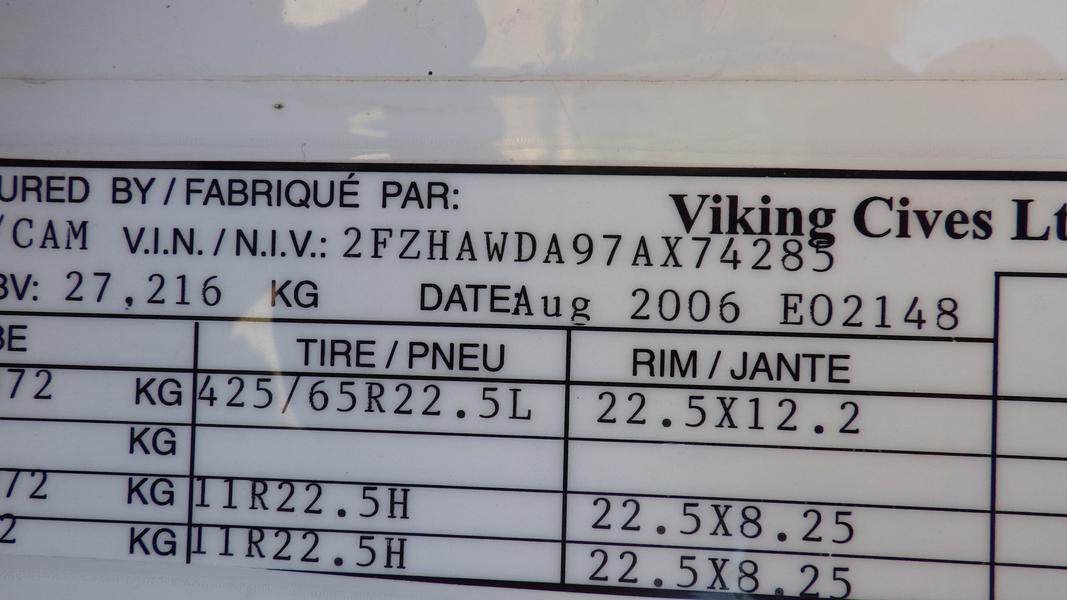 URED BY / FABRIQUÉ PAR: Viking Cives Lt
/CAM V.I.N. / N.I.V.: 2FZHAWDA97AX74285
BV: 27,216 KG DATE: Aug 2006 E02148
BE TIRE / PNEU RIM / JANTE
72 KG 425/65R22.5L 22.5X12.2
KG
72 KG 11R22.5H 22.5X8.25
2 KG 11R22.5H 22.5X8.25